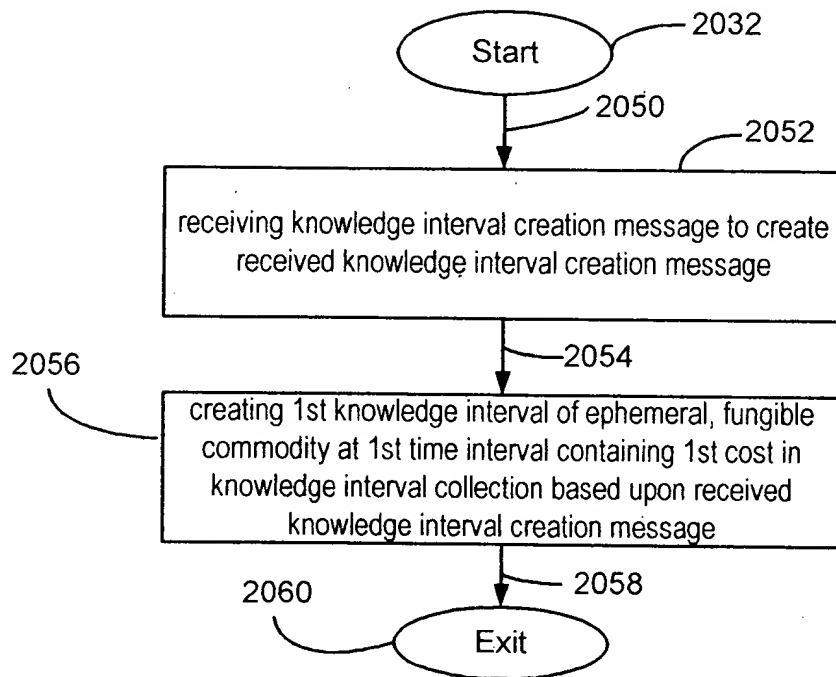 2032
Start
2050
2052
receiving knowledge interval creation message to create
received knowledge interval creation message
2054
2056
creating 1st knowledge interval of ephemeral, fungible
commodity at 1st time interval containing 1st cost in
knowledge interval collection based upon received
knowledge interval creation message
2058
2060
Exit